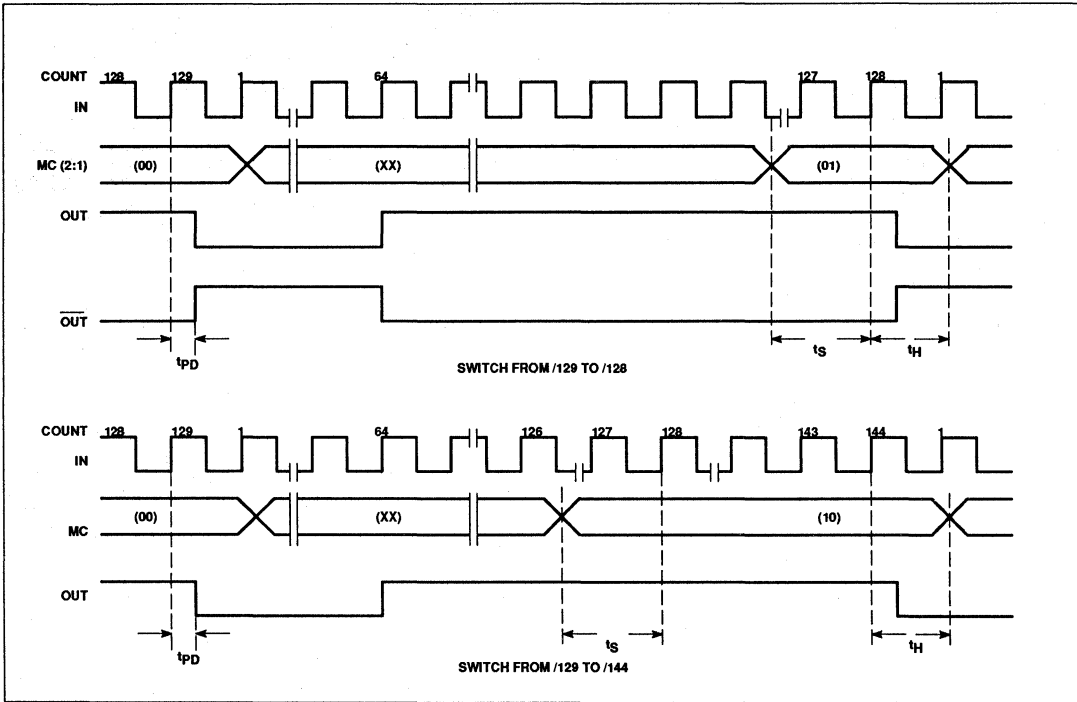 COUNT 128 129 1 64 127 128 1
IN
MC (2:1) (00) (XX) (01)
OUT
OUT
tPD tS tH
SWITCH FROM /129 TO /128
COUNT 128 129 1 64 126 127 128 143 144 1
IN
MC (00) (XX) (10)
OUT
tPD tS tH
SWITCH FROM /129 TO /144